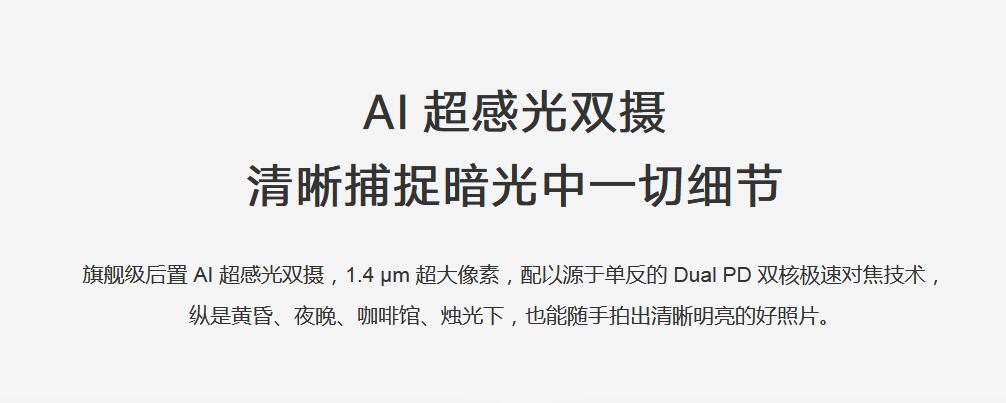 AI 超感光双摄
清晰捕捉暗光中一切细节
旗舰级后置 AI 超感光双摄，1.4 μm 超大像素，配以源于单反的 Dual PD 双核极速对焦技术，
纵是黄昏、夜晚、咖啡馆、烛光下，也能随手拍出清晰明亮的好照片。